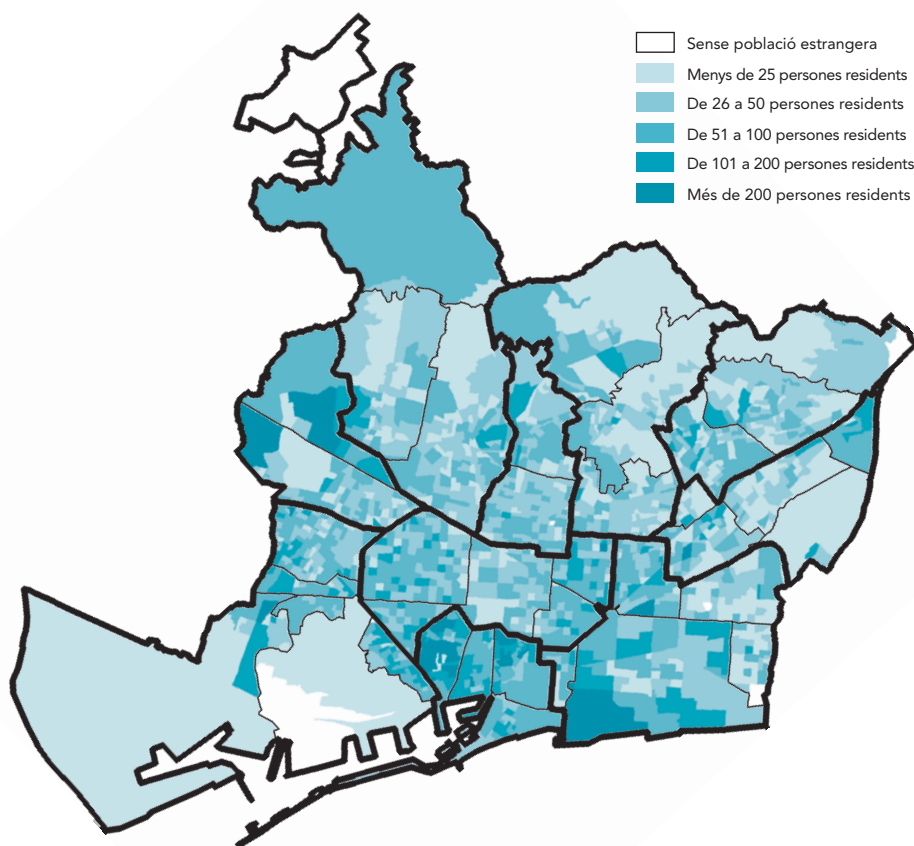 Sense població estrangera
Menys de 25 persones residents
De 26 a 50 persones residents
De 51 a 100 persones residents
De 101 a 200 persones residents
Més de 200 persones residents